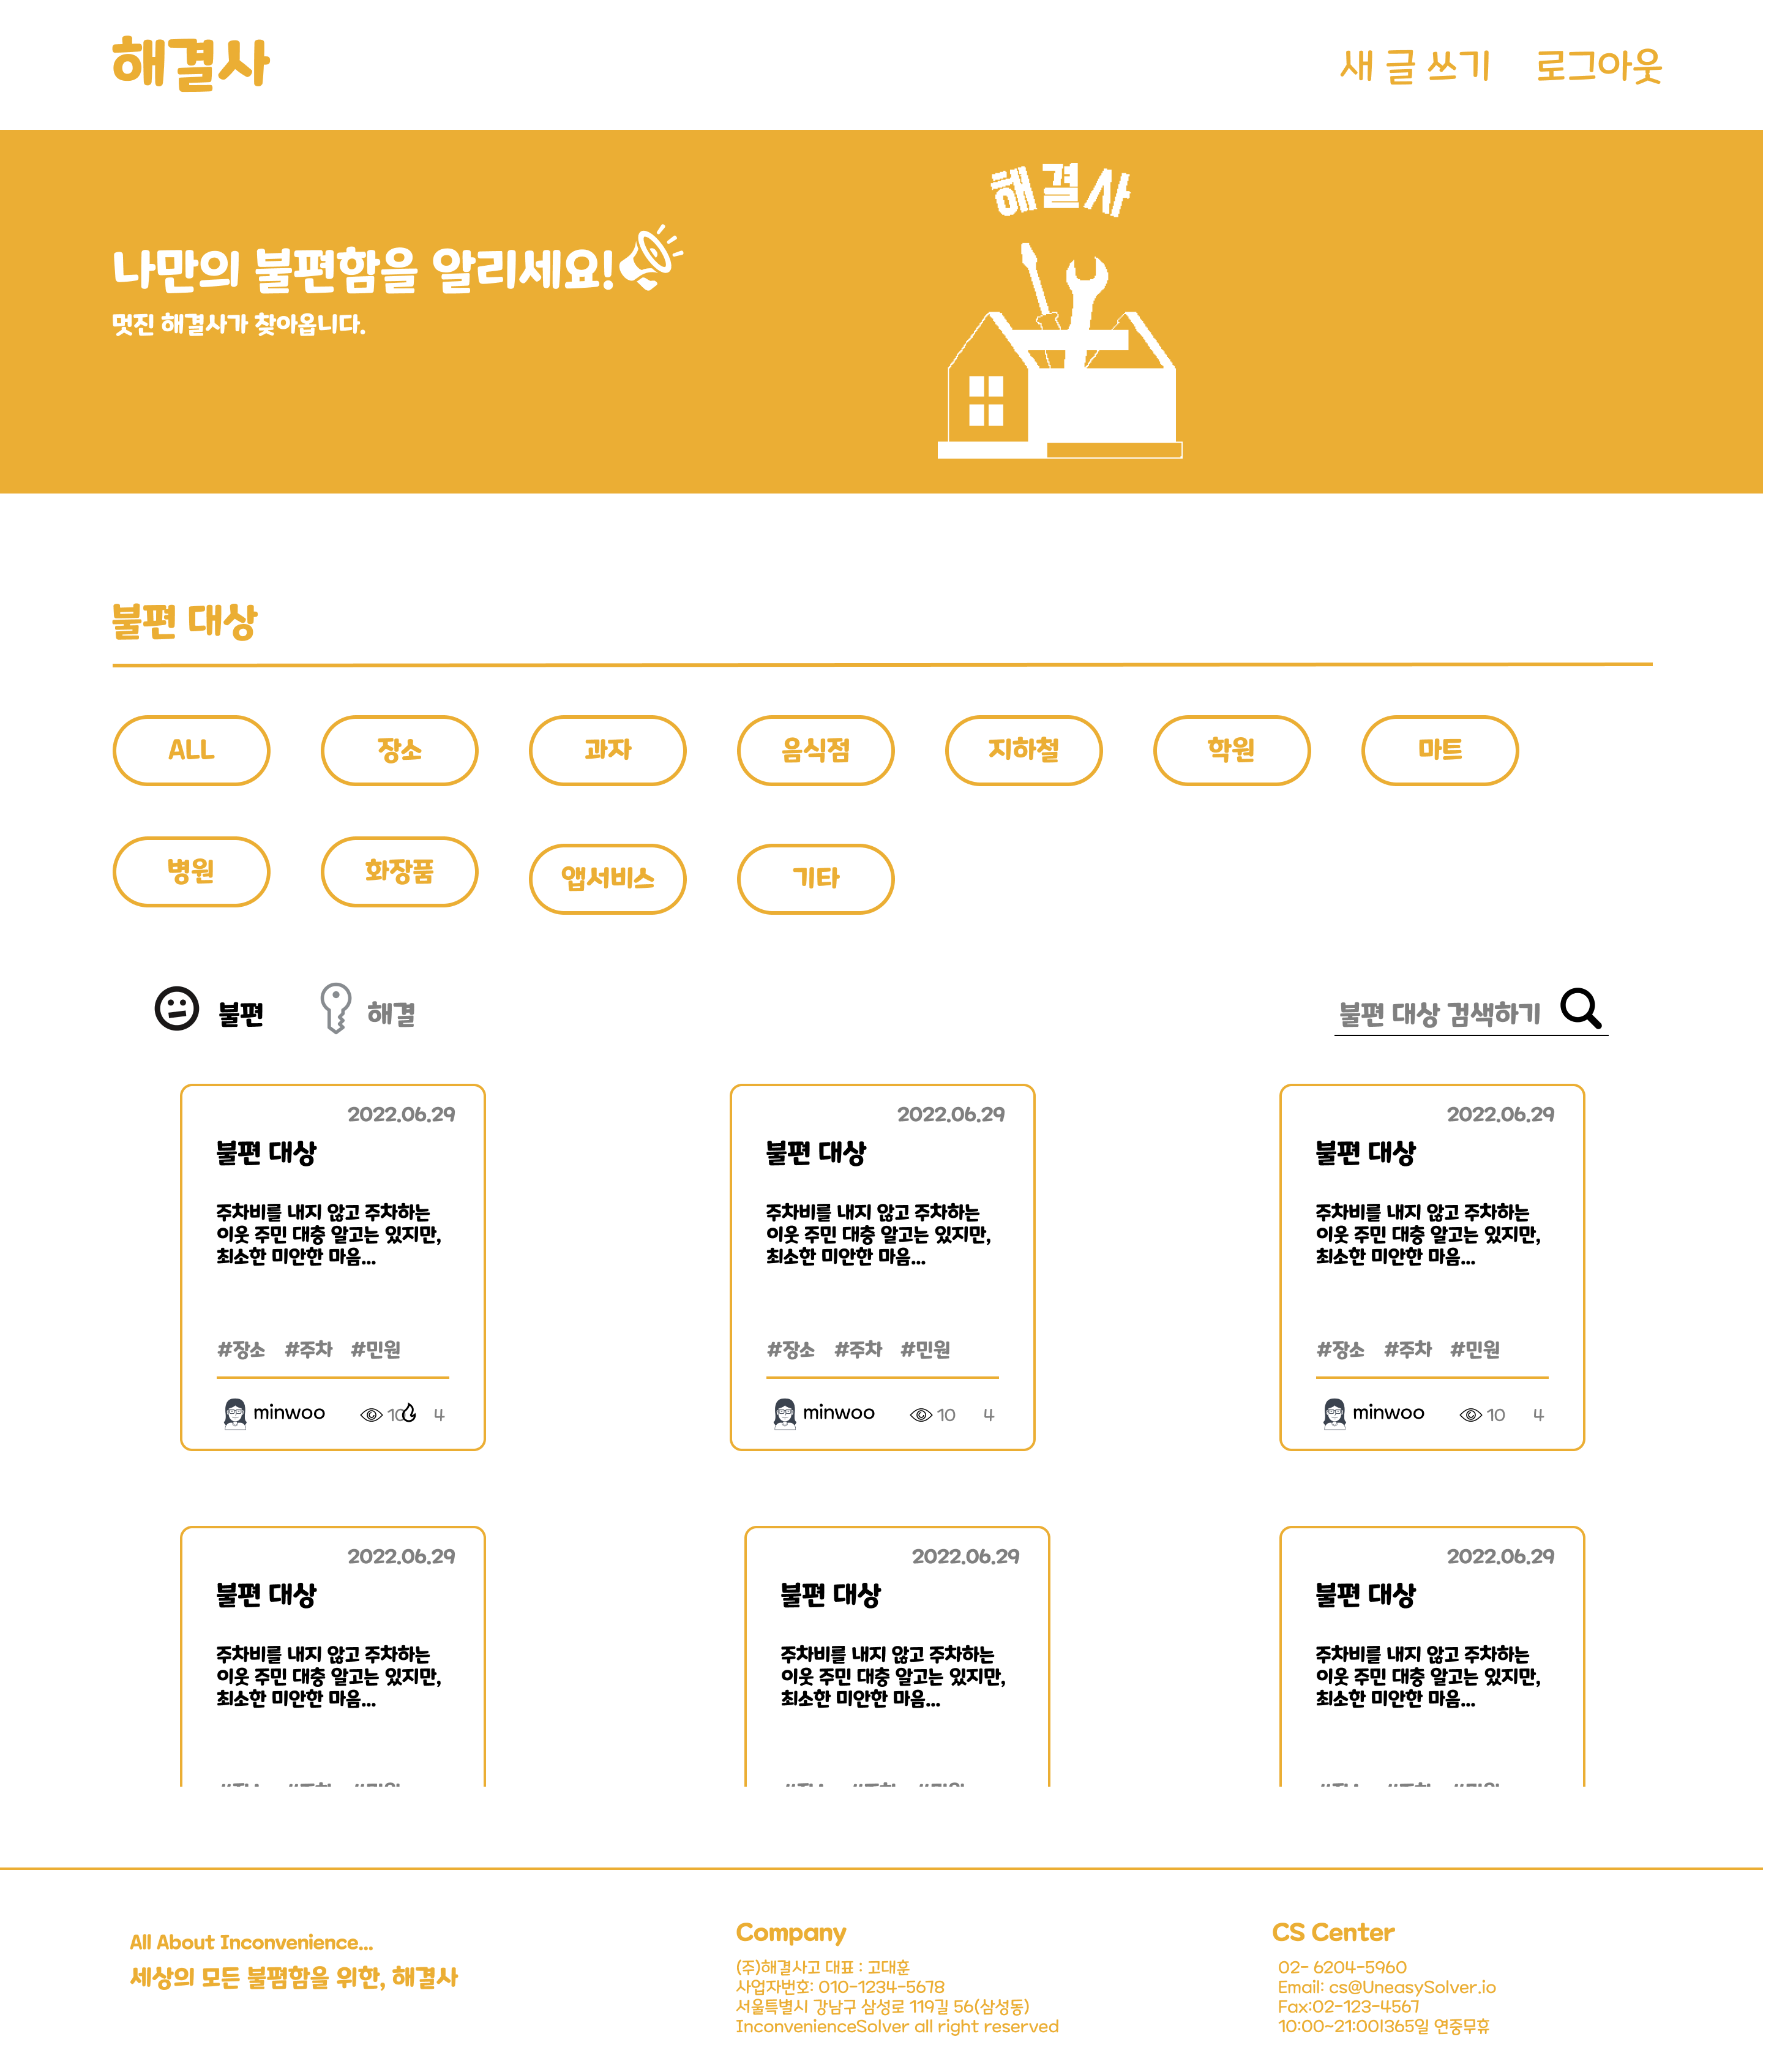 해결사
새 글 쓰기 로그아웃
해결사
나만의 불편함을 알리세요!
멋진 해결사가 찾아옵니다.
불편 대상
ALL 장소 과자 음식점 지하철 학원 마트
병원 화장품 앱서비스 기타
불편 해결 불편 대상 검색하기
2022.06.29
불편 대상
주차비를 내지 않고 주차하는
이웃 주민 대충 알고는 있지만,
최소한 미안한 마음...
#장소 #주차 #민원
minwoo 10 4
2022.06.29
불편 대상
주차비를 내지 않고 주차하는
이웃 주민 대충 알고는 있지만,
최소한 미안한 마음...
#장소 #주차 #민원
minwoo 10 4
2022.06.29
불편 대상
주차비를 내지 않고 주차하는
이웃 주민 대충 알고는 있지만,
최소한 미안한 마음...
#장소 #주차 #민원
minwoo 10 4
2022.06.29
불편 대상
주차비를 내지 않고 주차하는
이웃 주민 대충 알고는 있지만,
최소한 미안한 마음...
2022.06.29
불편 대상
주차비를 내지 않고 주차하는
이웃 주민 대충 알고는 있지만,
최소한 미안한 마음...
2022.06.29
불편 대상
주차비를 내지 않고 주차하는
이웃 주민 대충 알고는 있지만,
최소한 미안한 마음...
All About Inconvenience...
세상의 모든 불폄함을 위한, 해결사
Company
(주)해결사고 대표 : 고대훈
사업자번호: 010-1234-5678
서울특별시 강남구 삼성로 119길 56(삼성동)
InconvenienceSolver all right reserved
CS Center
02- 6204-5960
Email: cs@UneasySolver.io
Fax:02-123-4567
10:00~21:00|365일 연중무휴